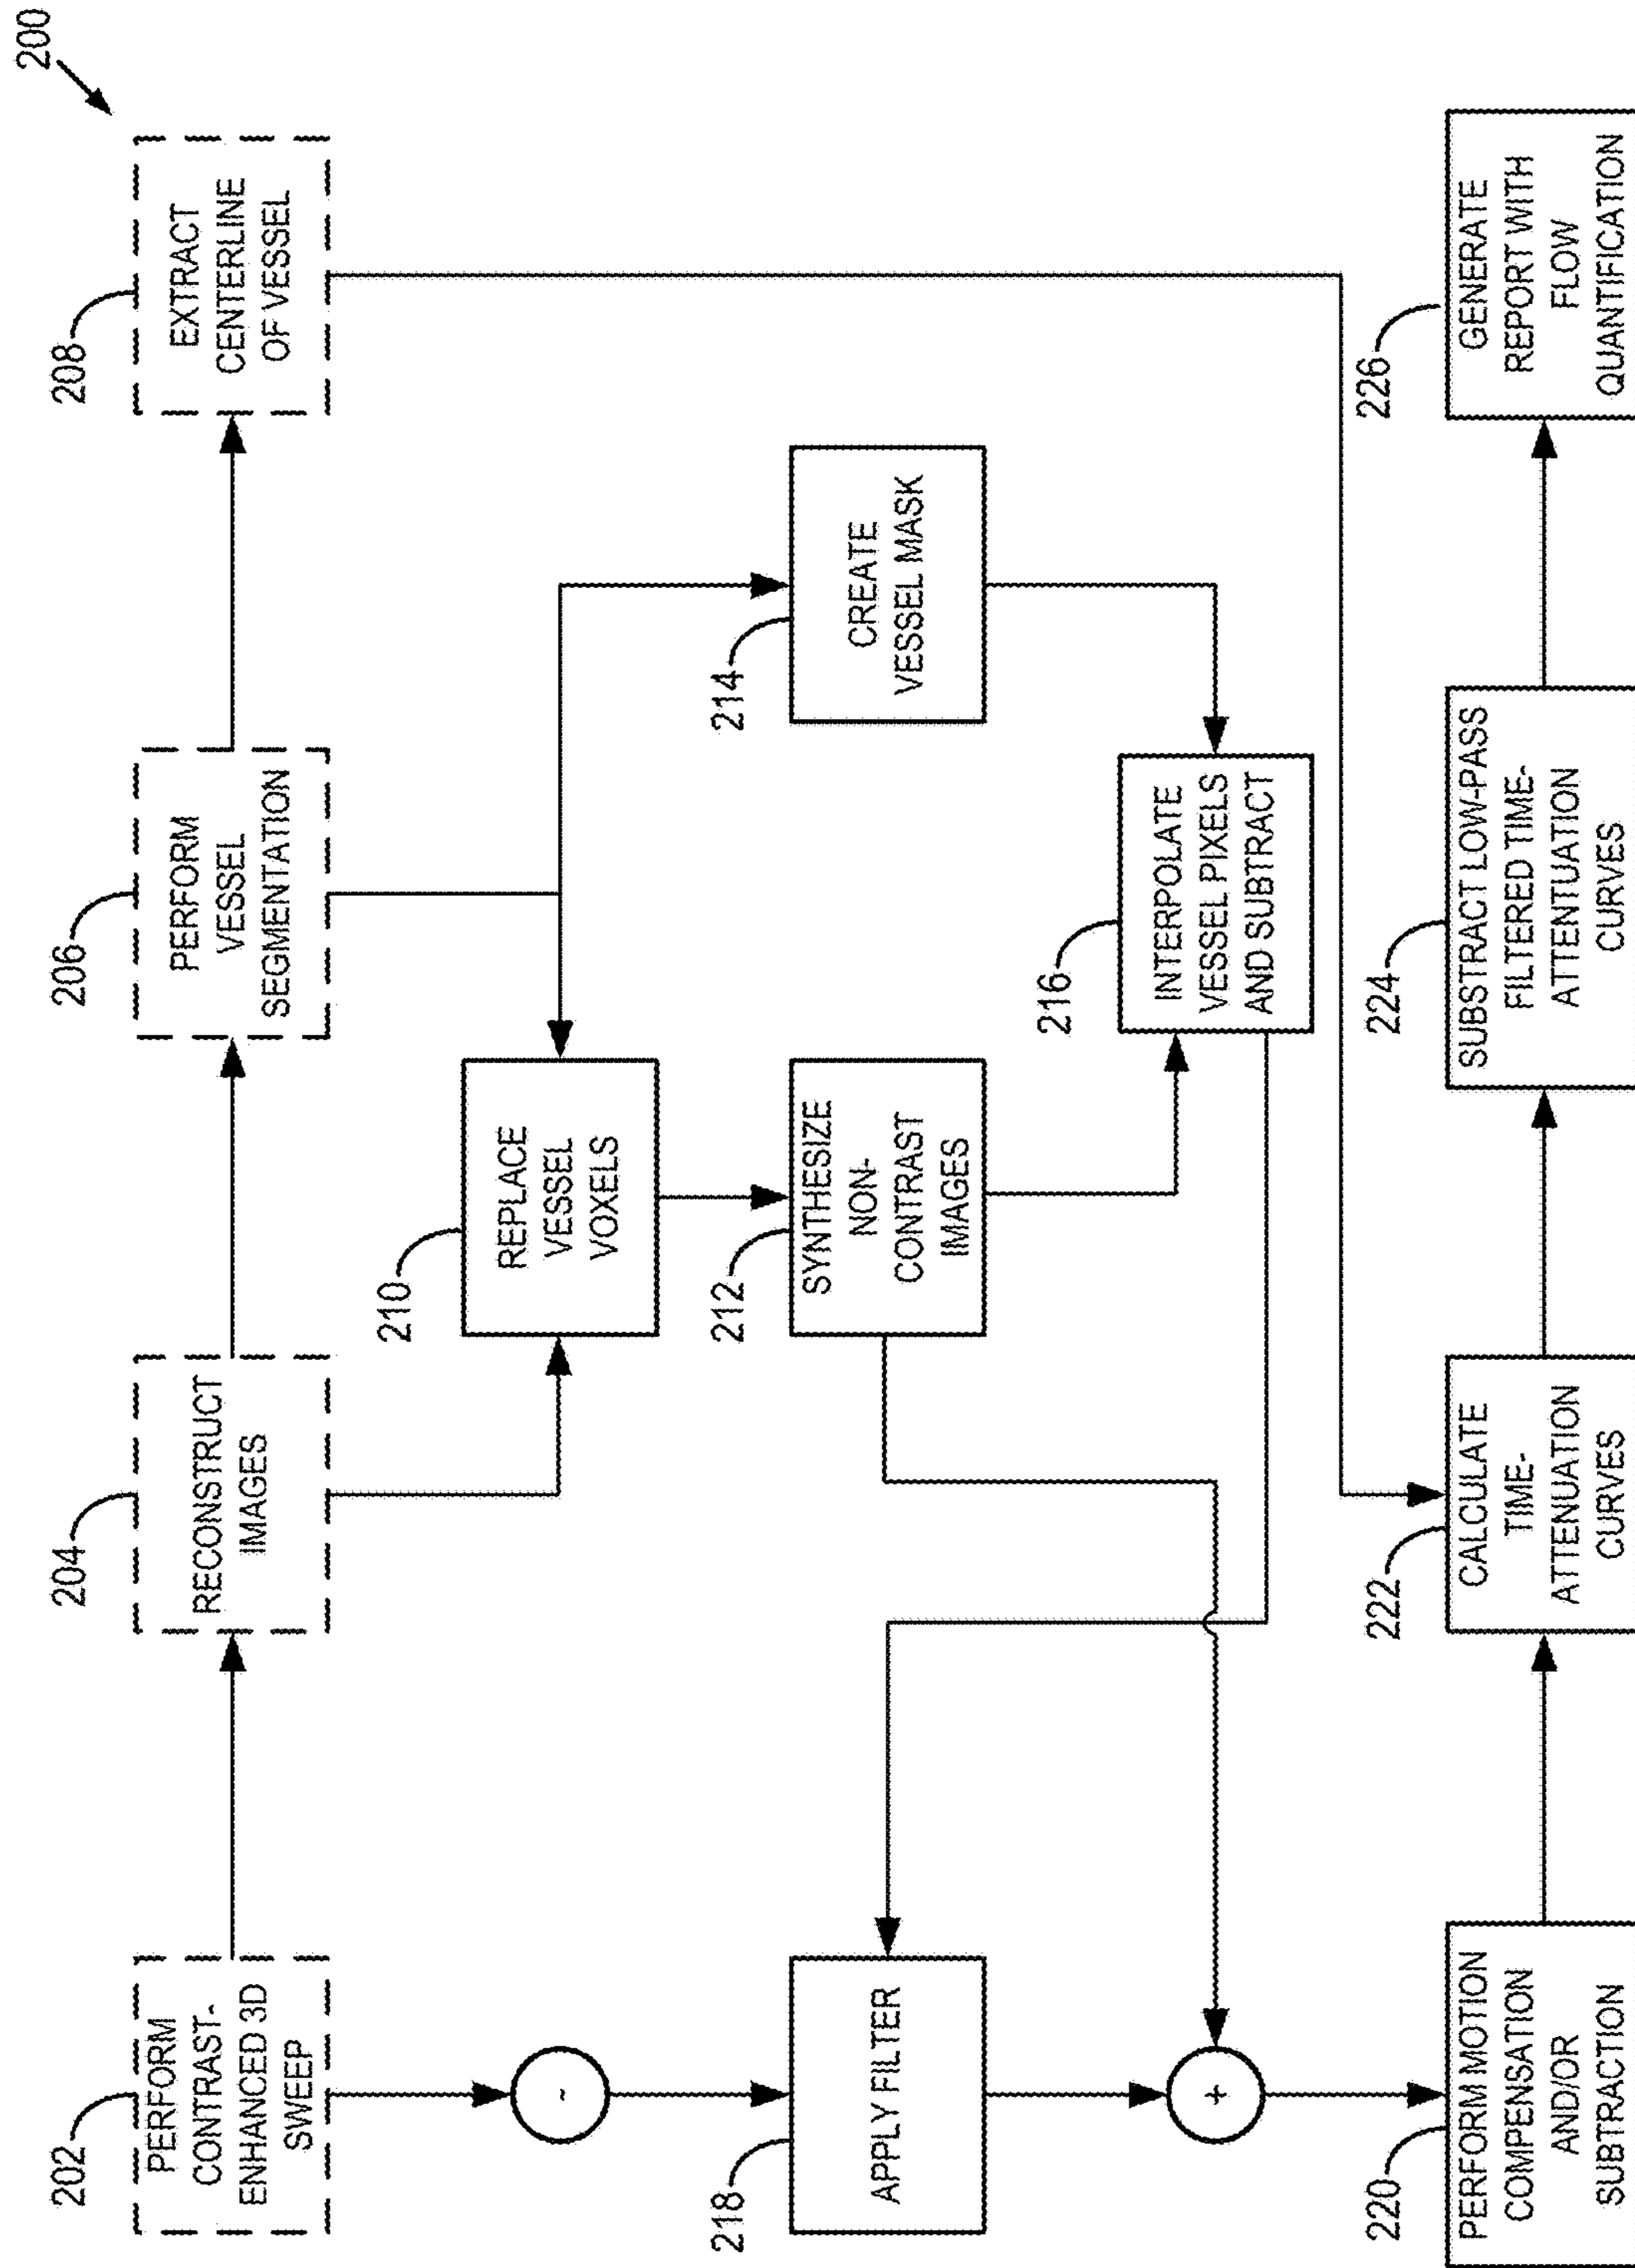 200
202
PERFORM
CONTRAST-
ENHANCED 3D
SWEEP
204
RECONSTRUCT
IMAGES
206
PERFORM
VESSEL
SEGMENTATION
208
EXTRACT
CENTERLINE
OF VESSEL
-
210
REPLACE
VESSEL
VOXELS
218
APPLY FILTER
212
SYNTHESIZE
NON-
CONTRAST
IMAGES
214
CREATE
VESSEL MASK
+
216
INTERPOLATE
VESSEL PIXELS
AND SUBTRACT
220
PERFORM MOTION
COMPENSATION
AND/OR
SUBTRACTION
222
CALCULATE
TIME-
ATTENUATION
CURVES
224
SUBSTRACT LOW-PASS
FILTERED TIME-
ATTENTUATION
CURVES
226
GENERATE
REPORT WITH
FLOW
QUANTIFICATION